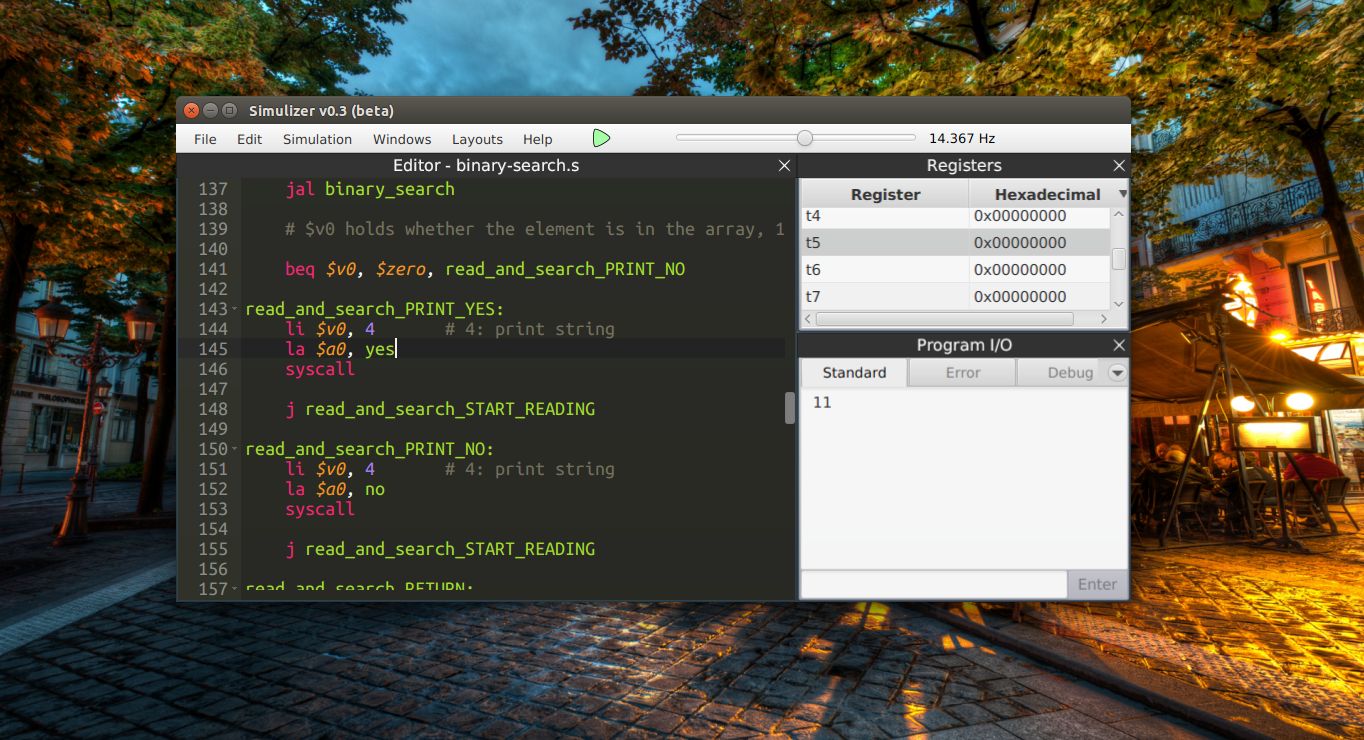 Simulizer v0.3 (beta)
File Edit Simulation Windows Layouts Help 14.367 Hz
Editor - binary-search.s
137 jal binary_search
138
139 # $v0 holds whether the element is in the array, 1
140
141 beq $v0, $zero, read_and_search_PRINT_NO
142
143 read_and_search_PRINT_YES:
144 li $v0, 4 # 4: print string
145 la $a0, yes
146 syscall
147
148 j read_and_search_START_READING
149
150 read_and_search_PRINT_NO:
151 li $v0, 4 # 4: print string
152 la $a0, no
153 syscall
154
155 j read_and_search_START_READING
156
157 read_and_search_RETURN:
Registers
Register Hexadecimal
t4 0x00000000
t5 0x00000000
t6 0x00000000
t7 0x00000000
Program I/O
Standard Error Debug
11
Enter